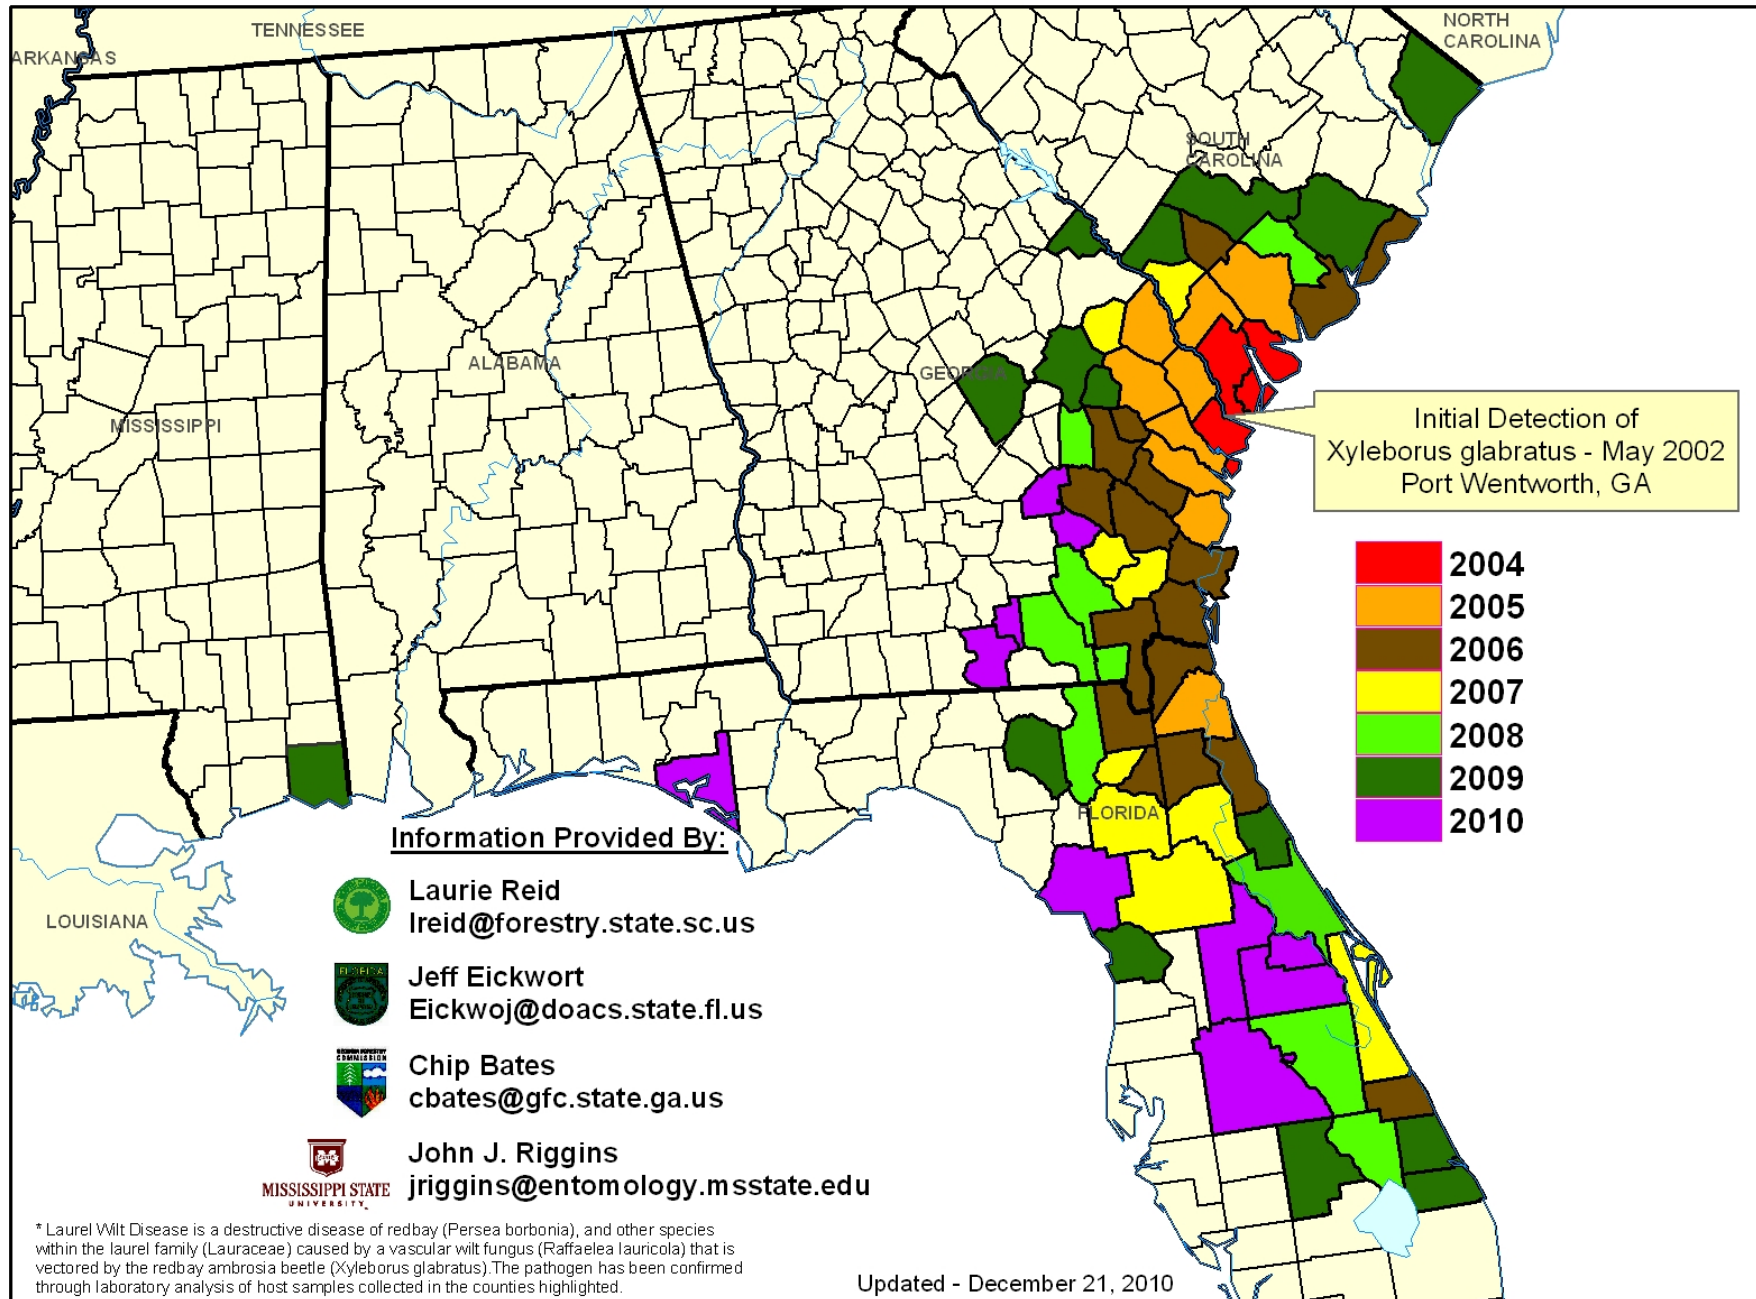 TENNESSEE
ARKANSAS
NORTH
CAROLINA
SOUTH
CAROLINA
GEORGIA
ALABAMA
MISSISSIPPI
Initial Detection of
Xyleborus glabratus - May 2002
Port Wentworth, GA
2004
2005
2006
2007
2008
2009
2010
FLORIDA
LOUISIANA
Information Provided By:
Laurie Reid
lreid@forestry.state.sc.us
FLORIDA
Jeff Eickwort
Eickwoj@doacs.state.fl.us
GEORGIA FORESTRY
COMMISSION
Chip Bates
cbates@gfc.state.ga.us
John J. Riggins
jriggins@entomology.msstate.edu
MISSISSIPPI STATE
UNIVERSITY
* Laurel Wilt Disease is a destructive disease of redbay (Persea borbonia), and other species
within the laurel family (Lauraceae) caused by a vascular wilt fungus (Raffaelea lauricola) that is
vectored by the redbay ambrosia beetle (Xyleborus glabratus).The pathogen has been confirmed
through laboratory analysis of host samples collected in the counties highlighted.
Updated - December 21, 2010